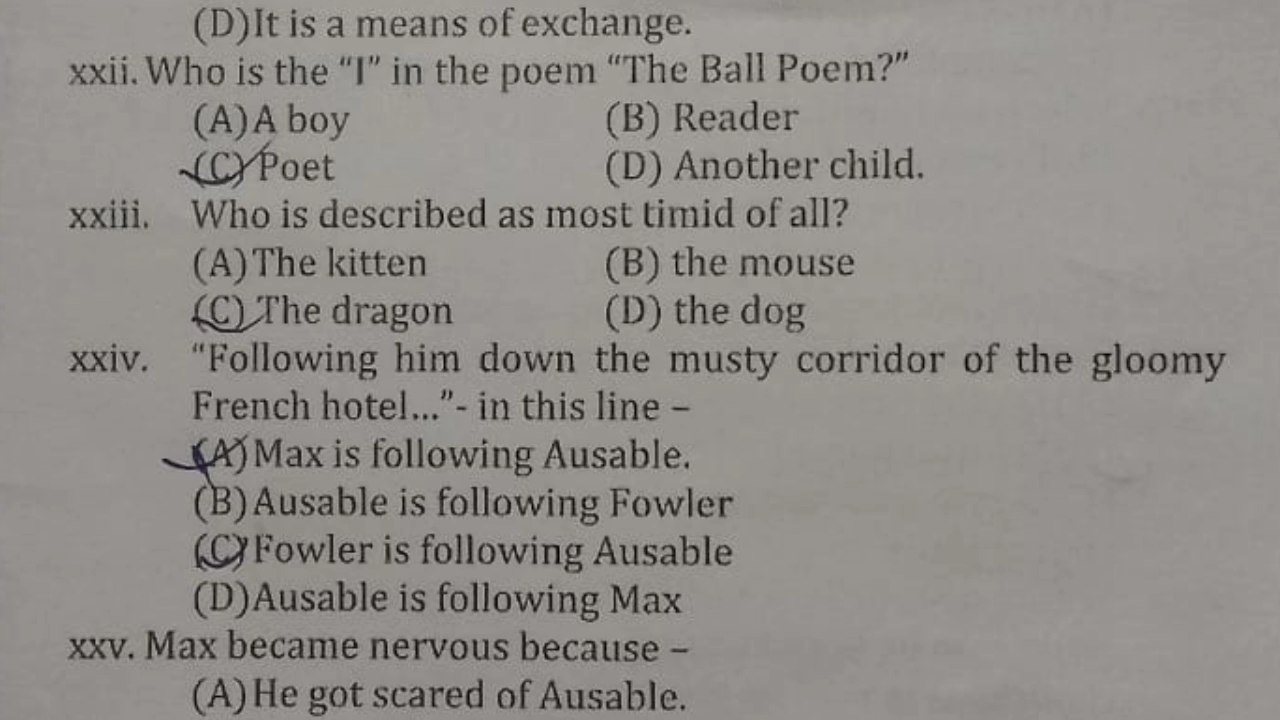 (D)It is a means of exchange.
xxii. Who is the “I” in the poem “The Ball Poem?”
(A)A boy (B) Reader
(C) Poet (D) Another child.
xxiii. Who is described as most timid of all?
(A)The kitten (B) the mouse
(C) The dragon (D) the dog
xxiv. “Following him down the musty corridor of the gloomy
French hotel...”- in this line –
(A)Max is following Ausable.
(B)Ausable is following Fowler
(C)Fowler is following Ausable
(D)Ausable is following Max
xxv. Max became nervous because –
(A)He got scared of Ausable.